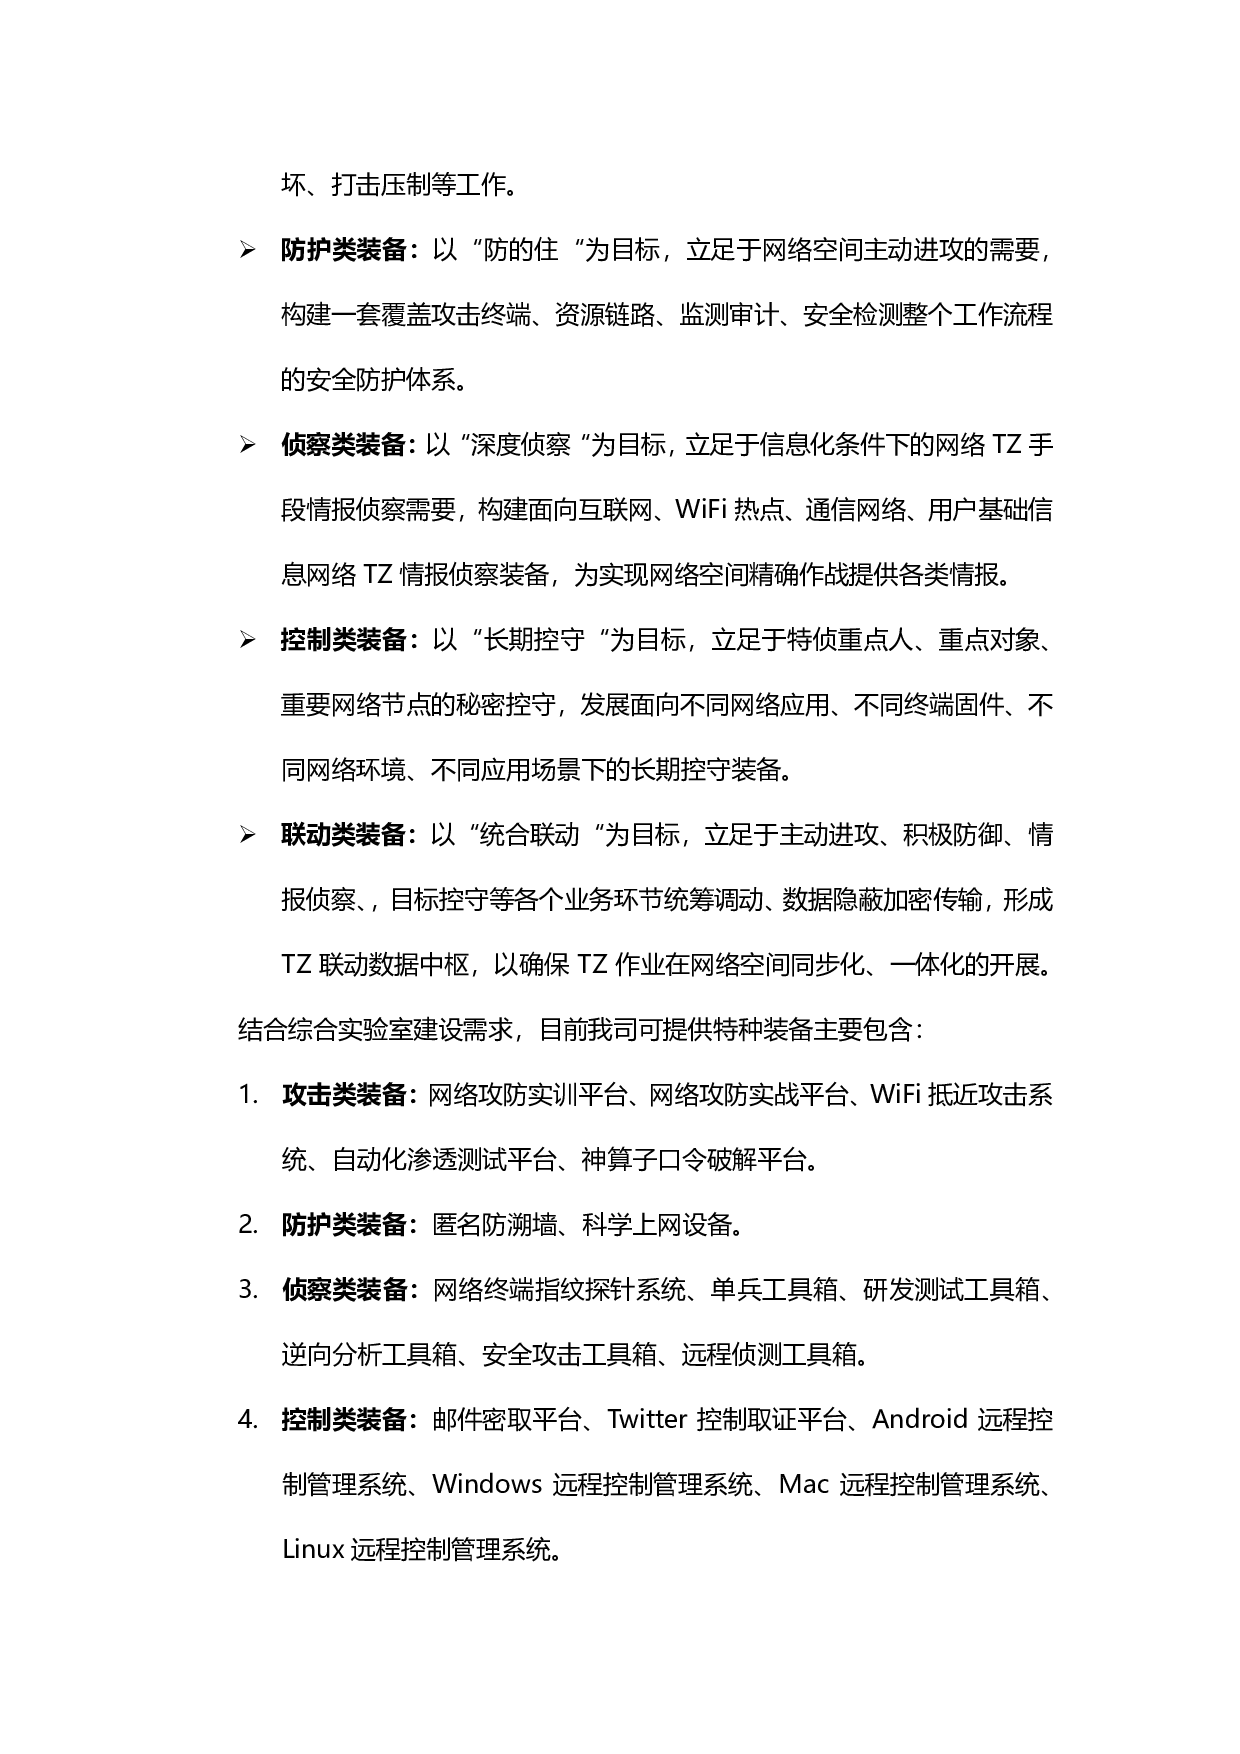 坏、打击压制等工作。
➢ 防护类装备：以“防的住“为目标，立足于网络空间主动进攻的需要，
构建一套覆盖攻击终端、资源链路、监测审计、安全检测整个工作流程
的安全防护体系。
➢ 侦察类装备：以“深度侦察“为目标，立足于信息化条件下的网络 TZ 手
段情报侦察需要，构建面向互联网、WiFi 热点、通信网络、用户基础信
息网络 TZ 情报侦察装备，为实现网络空间精确作战提供各类情报。
➢ 控制类装备：以“长期控守“为目标，立足于特侦重点人、重点对象、
重要网络节点的秘密控守，发展面向不同网络应用、不同终端固件、不
同网络环境、不同应用场景下的长期控守装备。
➢ 联动类装备：以“统合联动“为目标，立足于主动进攻、积极防御、情
报侦察、，目标控守等各个业务环节统筹调动、数据隐蔽加密传输，形成
TZ 联动数据中枢，以确保 TZ 作业在网络空间同步化、一体化的开展。
结合综合实验室建设需求，目前我司可提供特种装备主要包含：
1. 攻击类装备：网络攻防实训平台、网络攻防实战平台、WiFi 抵近攻击系
统、自动化渗透测试平台、神算子口令破解平台。
2. 防护类装备：匿名防溯墙、科学上网设备。
3. 侦察类装备：网络终端指纹探针系统、单兵工具箱、研发测试工具箱、
逆向分析工具箱、安全攻击工具箱、远程侦测工具箱。
4. 控制类装备：邮件密取平台、Twitter 控制取证平台、Android 远程控
制管理系统、Windows 远程控制管理系统、Mac 远程控制管理系统、
Linux 远程控制管理系统。